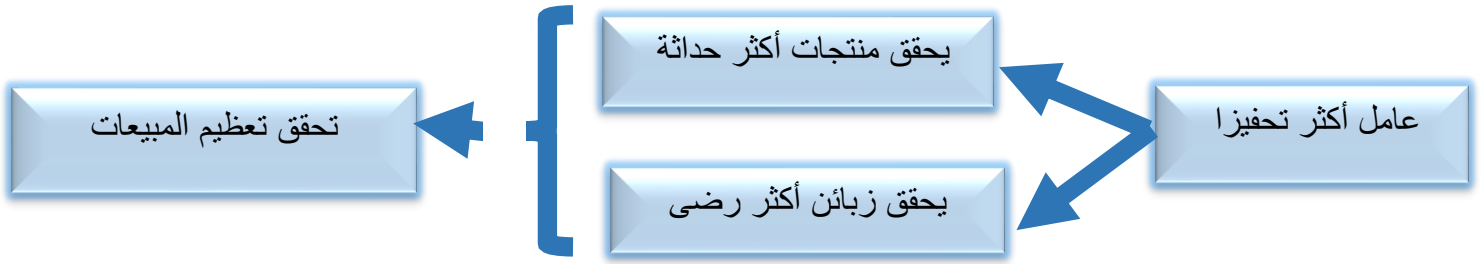 عامل أكثر تحفيزا
يحقق منتجات أكثر حداثة
يحقق زبائن أكثر رضى
تحقق تعظيم المبيعات